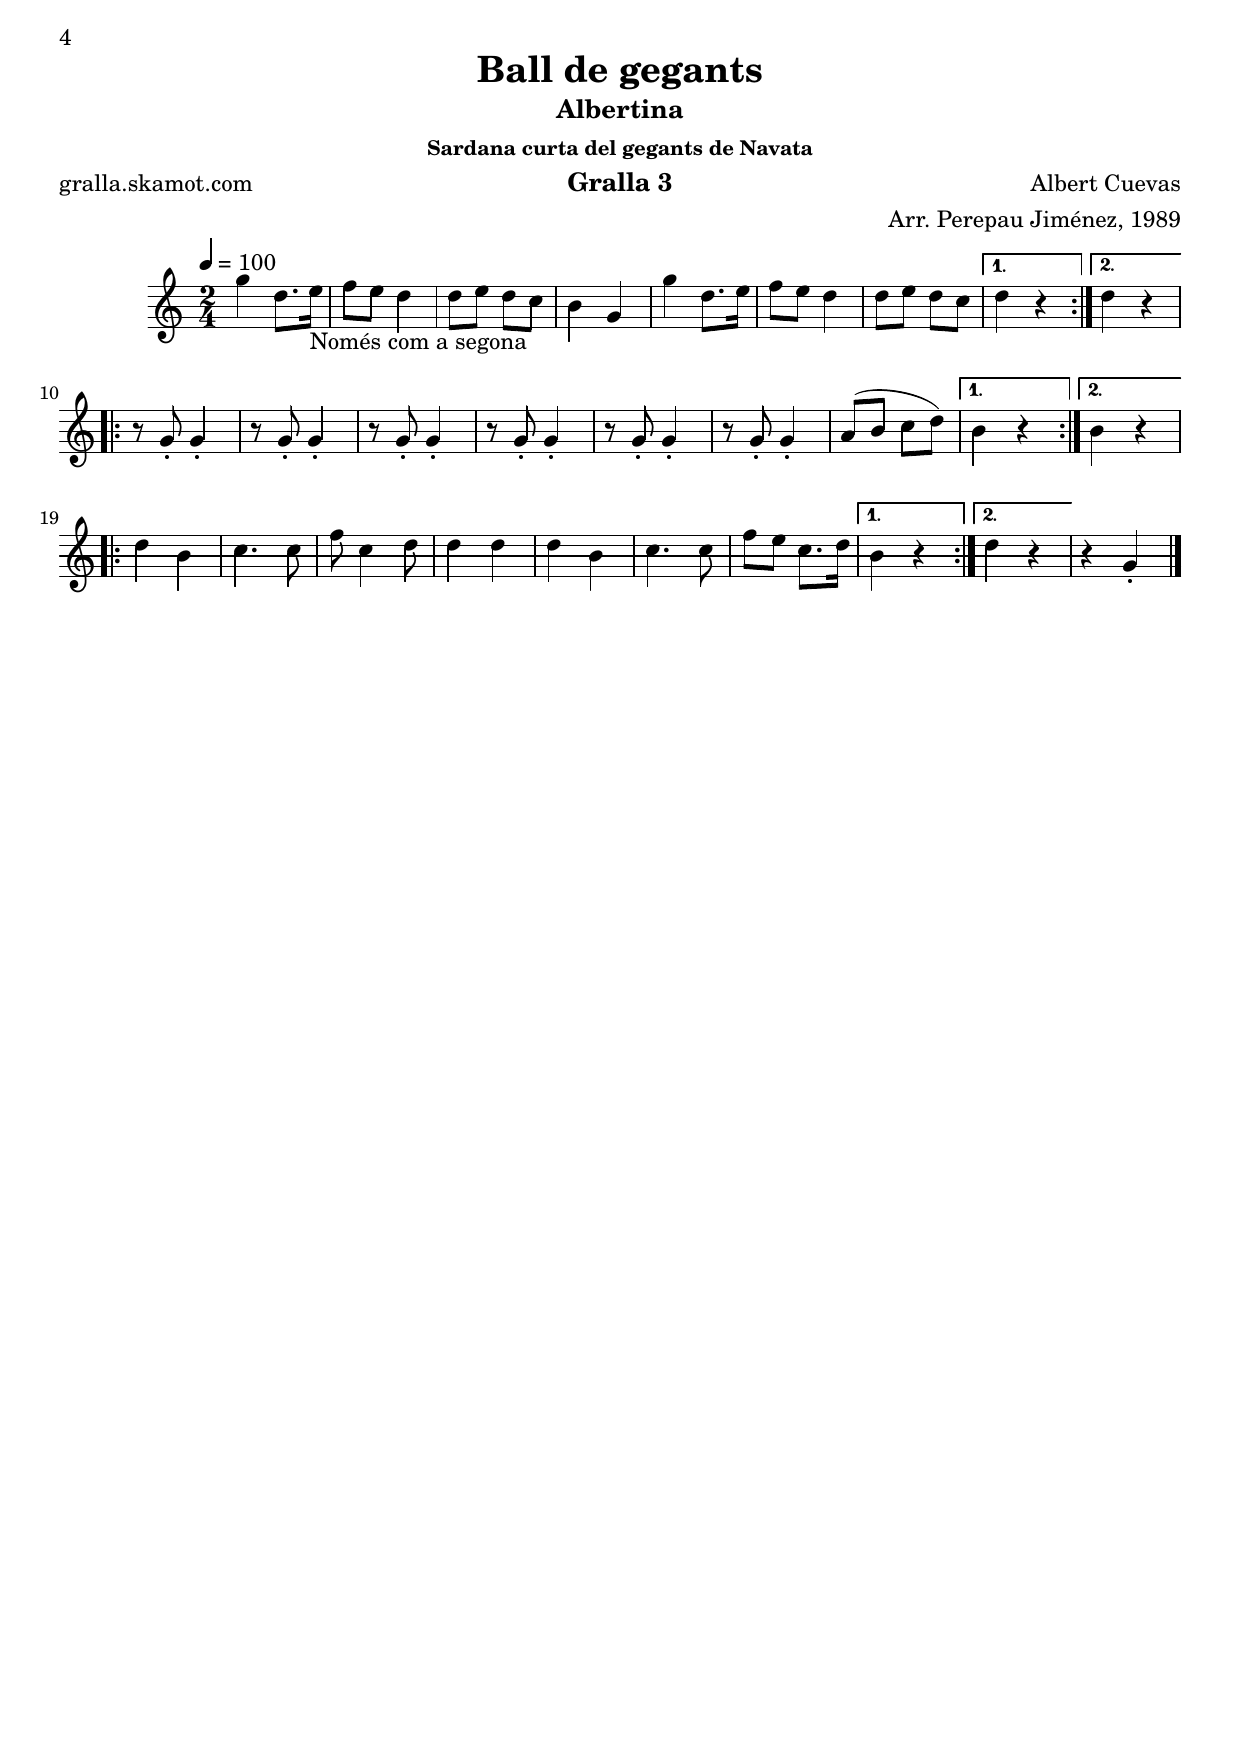 4
Ball de gegants
Albertina
Sardana curta del gegants de Navata
gralla.skamot.com Gralla 3 Albert Cuevas
Arr. Perepau Jiménez, 1989
= 100
2 4 1. 2.
Només com a segona
10 1. 2.
19 1. 2.